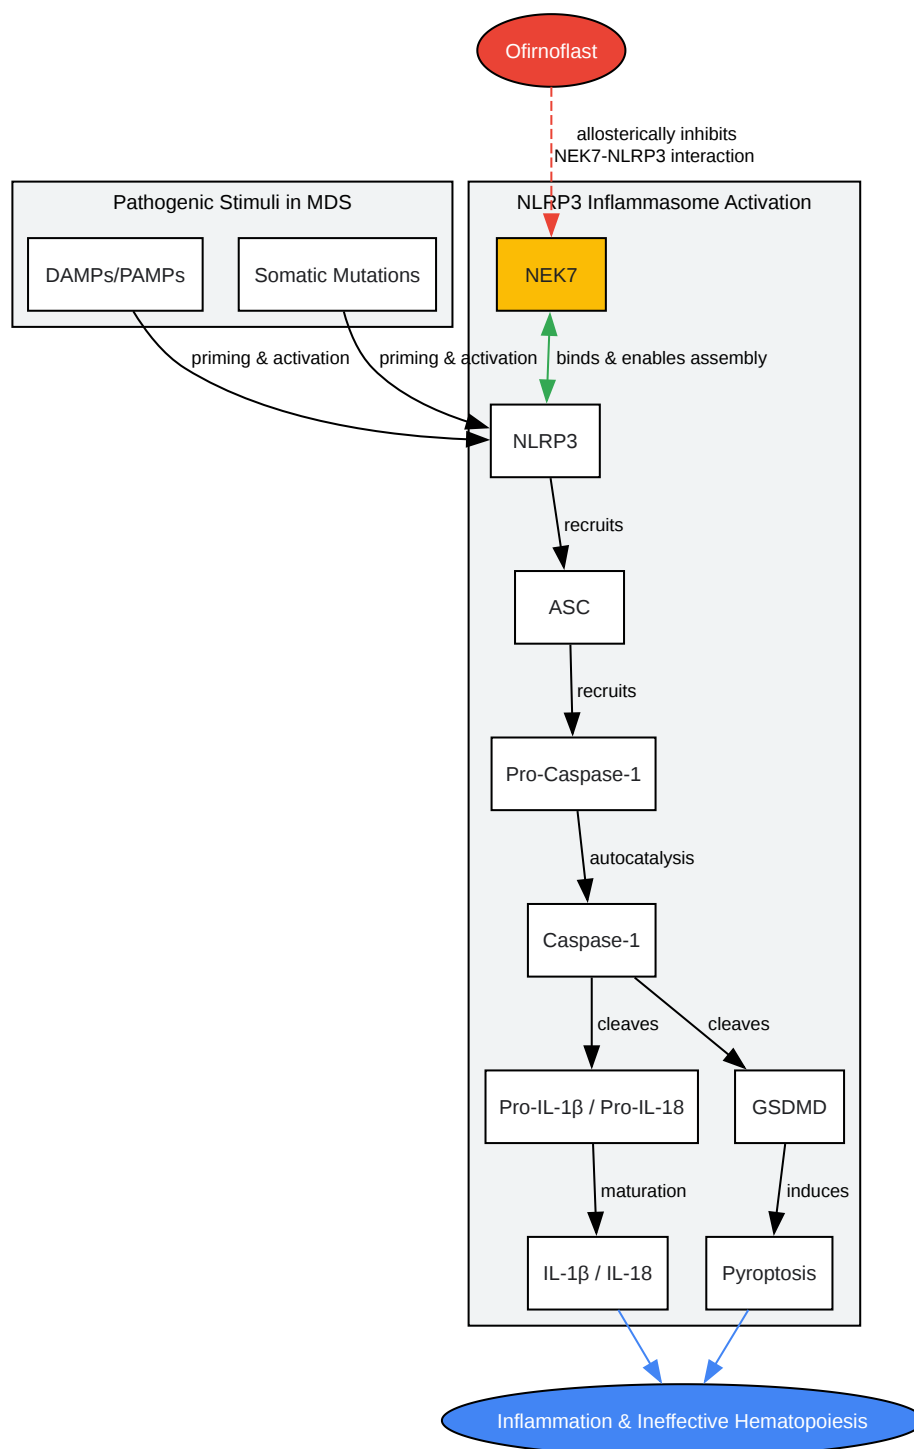 Ofirnoflast
allosterically inhibits
NEK7-NLRP3 interaction
Pathogenic Stimuli in MDS
NLRP3 Inflammasome Activation
DAMPs/PAMPs
Somatic Mutations
NEK7
priming & activation
priming & activation
binds & enables assembly
NLRP3
recruits
ASC
recruits
Pro-Caspase-1
autocatalysis
Caspase-1
cleaves
cleaves
Pro-IL-1β / Pro-IL-18
GSDMD
maturation
induces
IL-1β / IL-18
Pyroptosis
Inflammation & Ineffective Hematopoiesis